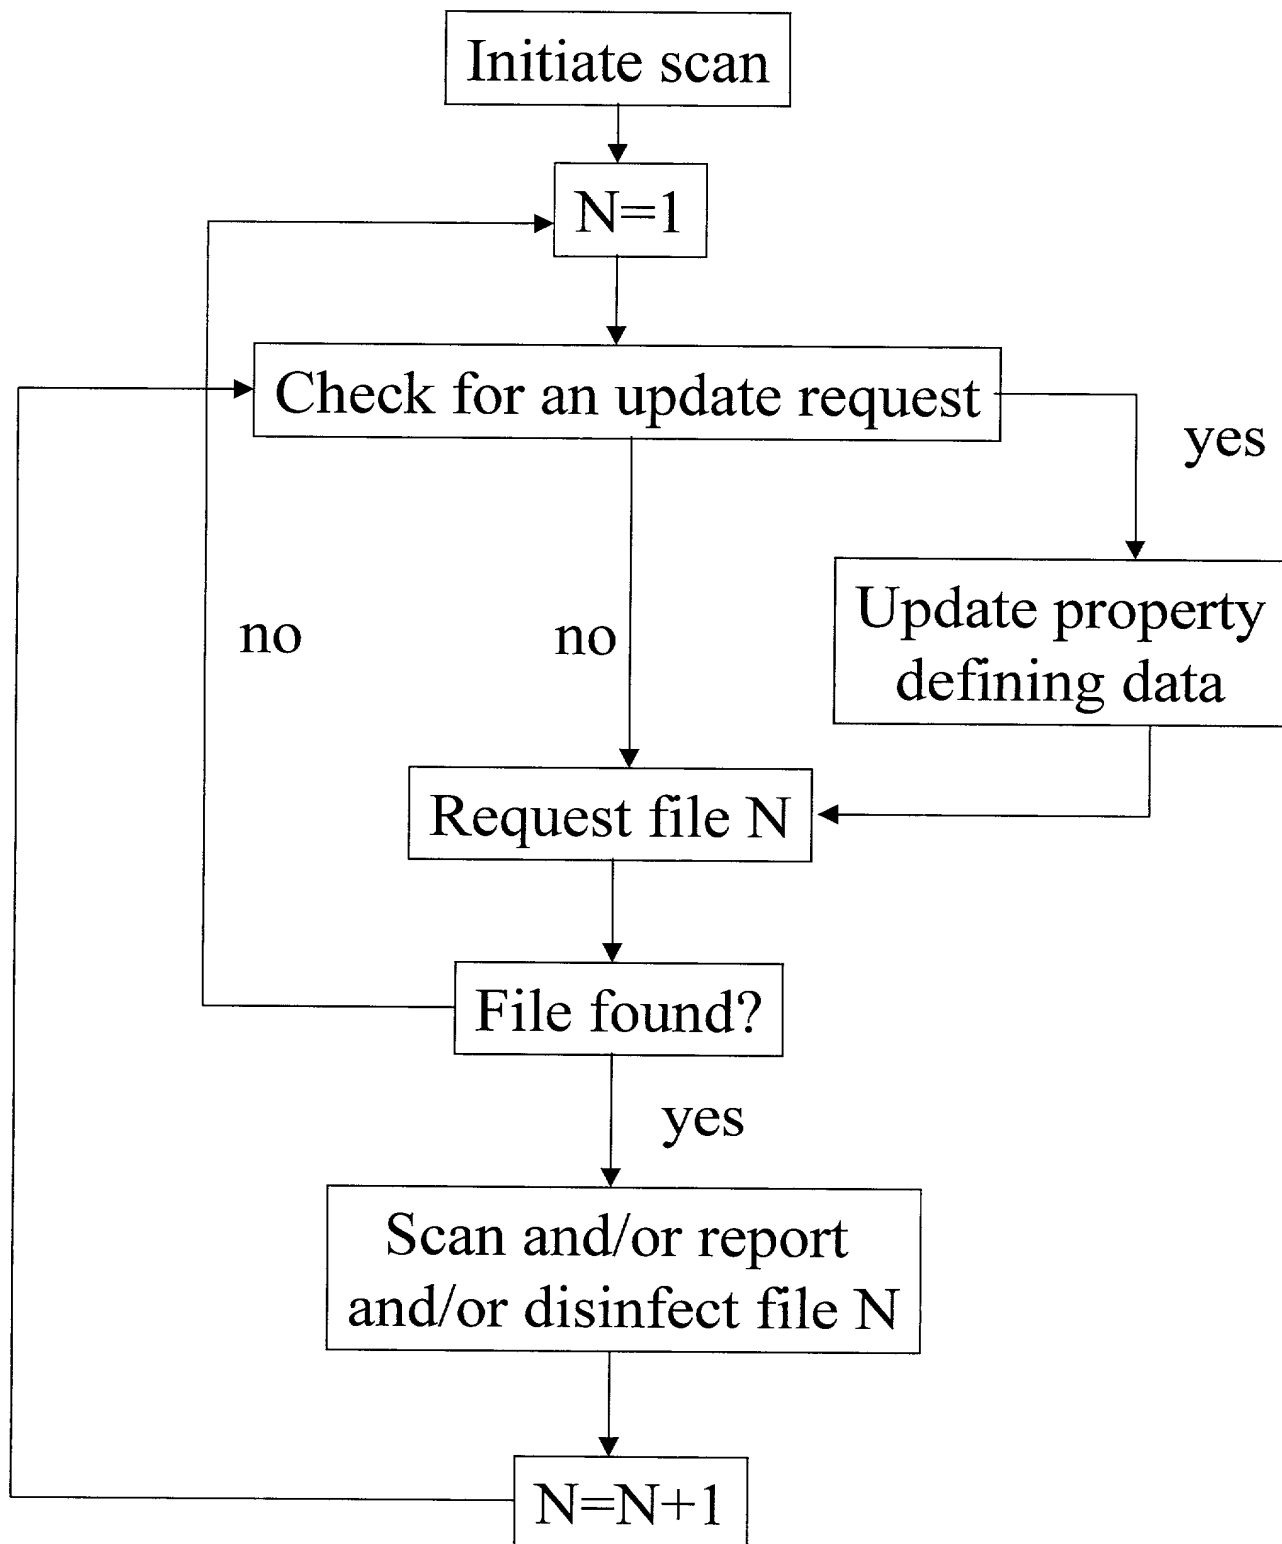 Initiate scan
N=1
Check for an update request
yes
Update property
defining data
no
no
Request file N
File found?
yes
Scan and/or report
and/or disinfect file N
N=N+1